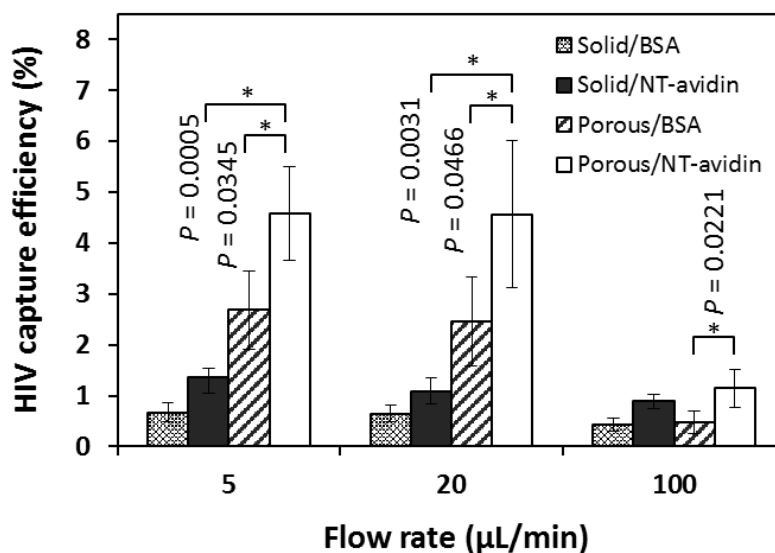 HIV capture efficiency (%)
8
7
6
5
4
3
2
1
0
Solid/BSA
Solid/NT-avidin
Porous/BSA
Porous/NT-avidin
*
*
P = 0.0005
P = 0.0345
*
*
P = 0.0031
P = 0.0466
*
P = 0.0221
5
20
100
Flow rate (µL/min)